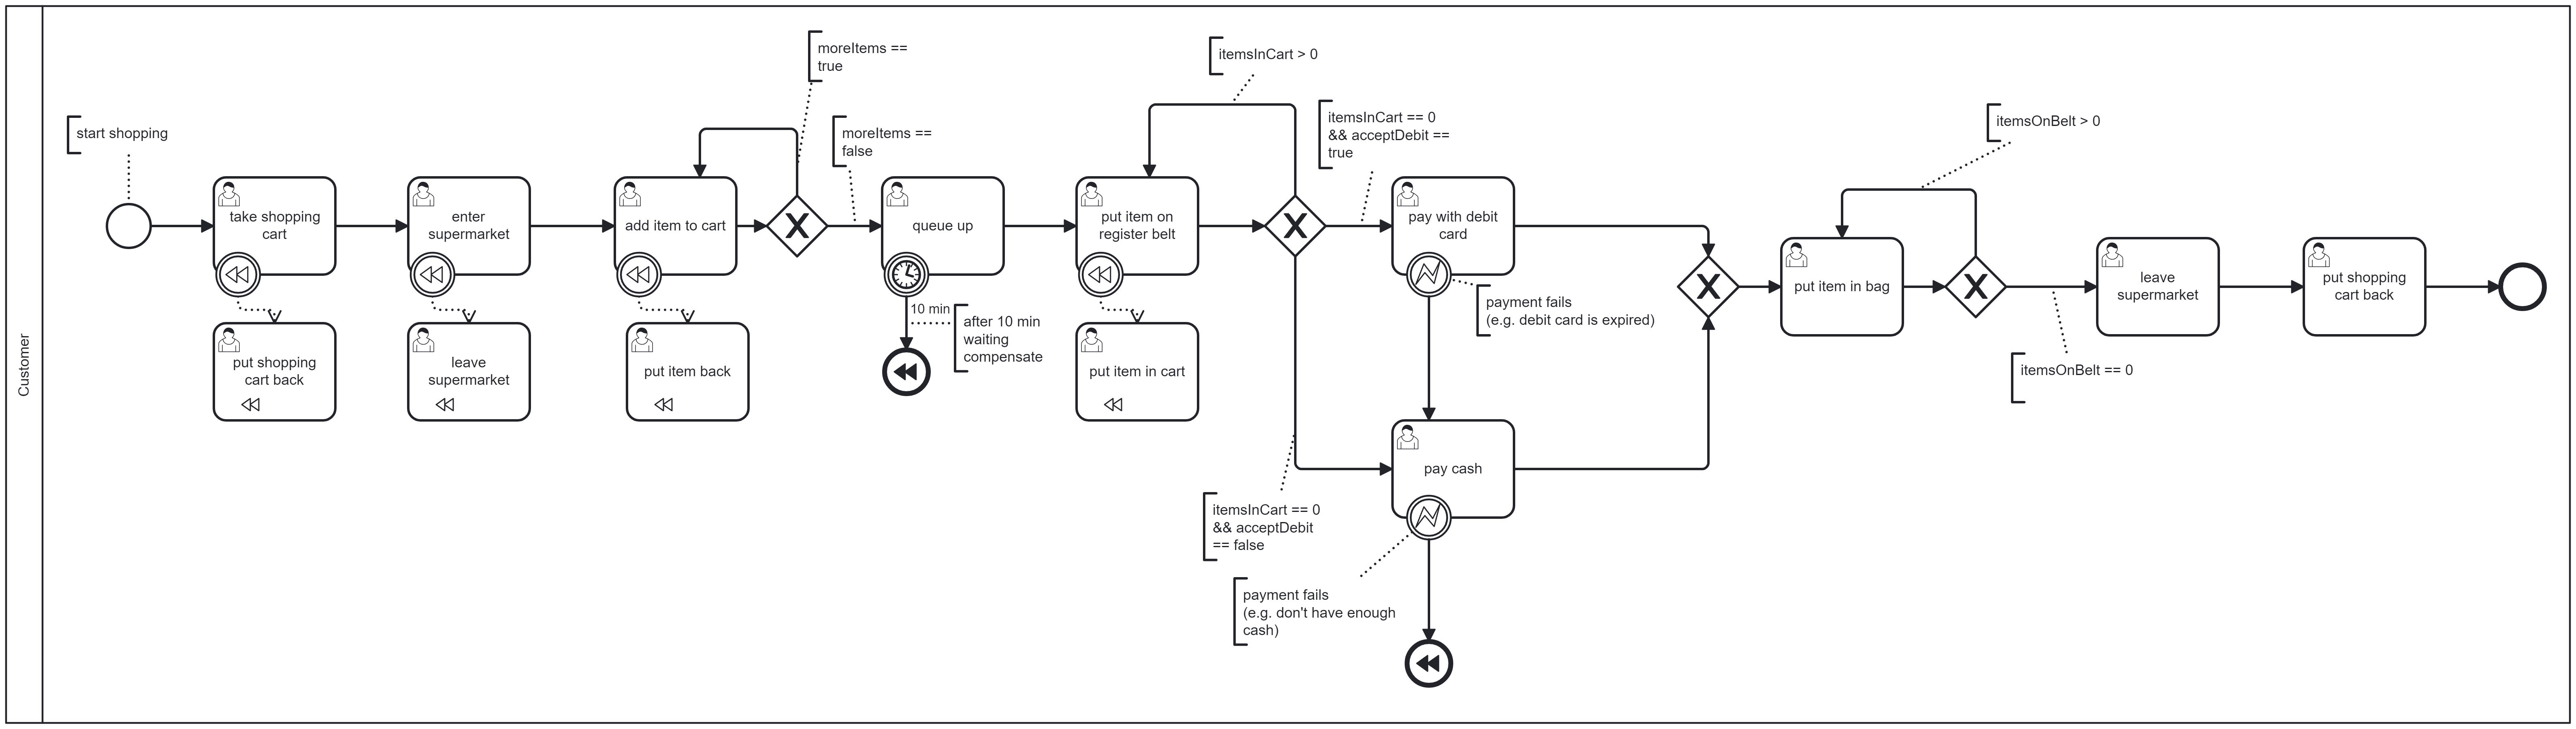 Customer
start shopping
take shopping
cart
put shopping
cart back
enter
supermarket
leave
supermarket
add item to cart
put item back
moreItems ==
true
moreItems ==
false
queue up
10 min
after 10 min
waiting
compensate
put item on
register belt
put item in cart
itemsInCart > 0
itemsInCart == 0
&& acceptDebit ==
true
pay with debit
card
payment fails
(e.g. debit card is expired)
itemsInCart == 0
&& acceptDebit
== false
pay cash
payment fails
(e.g. don't have enough
cash)
put item in bag
itemsOnBelt > 0
itemsOnBelt == 0
leave
supermarket
put shopping
cart back